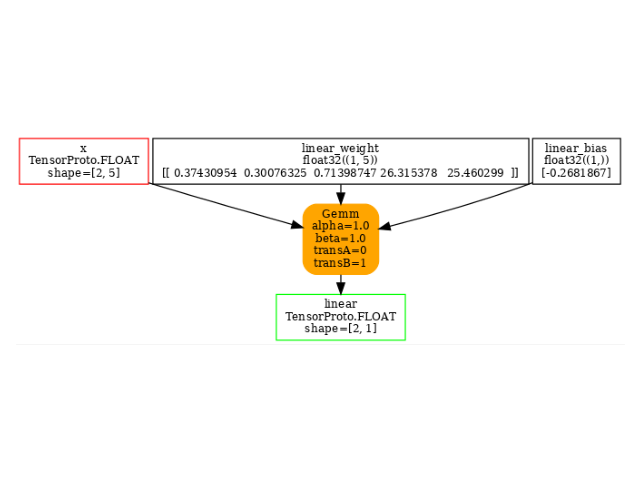 x
TensorProto.FLOAT
shape=[2, 5]
linear_weight
float32((1, 5))
[[ 0.37430954 0.30076325 0.71398747 26.315378 25.460299 ]]
linear_bias
float32((1,))
[-0.2681867]
Gemm
alpha=1.0
beta=1.0
transA=0
transB=1
linear
TensorProto.FLOAT
shape=[2, 1]